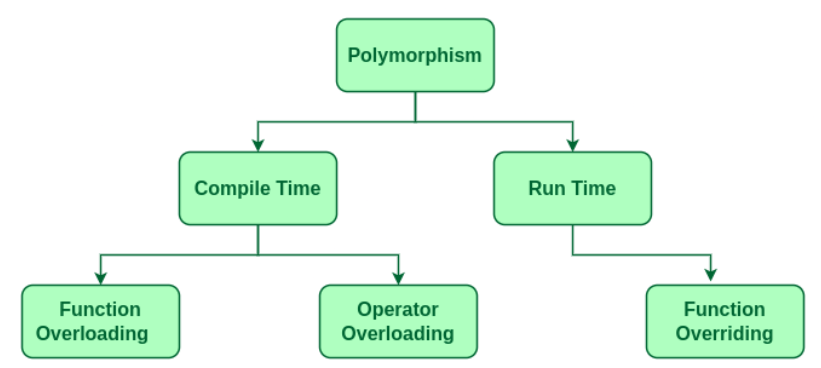 Polymorphism
Compile Time
Run Time
Function
Overloading
Operator
Overloading
Function
Overriding